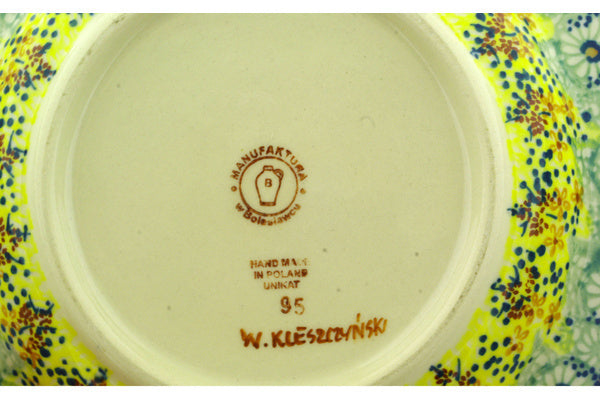 MANUFAKTURA
B
w Bolesławcu
HAND MADE
IN POLAND
UNIKAT
95
W. KLESZCZYŃSKI